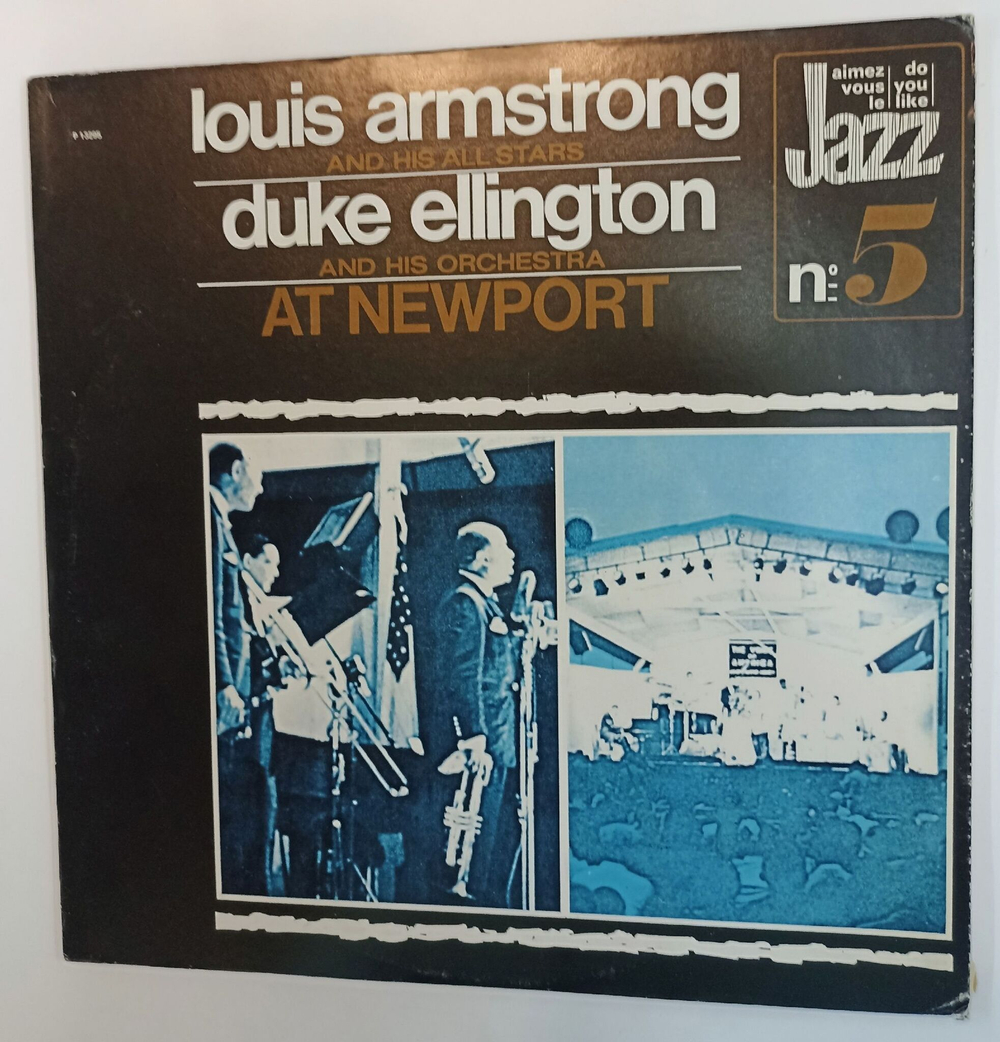 P 13295
louis armstrong
AND HIS ALL STARS
duke ellington
AND HIS ORCHESTRA
AT NEWPORT
aimez do
vous you
le like
Jazz
nº 5